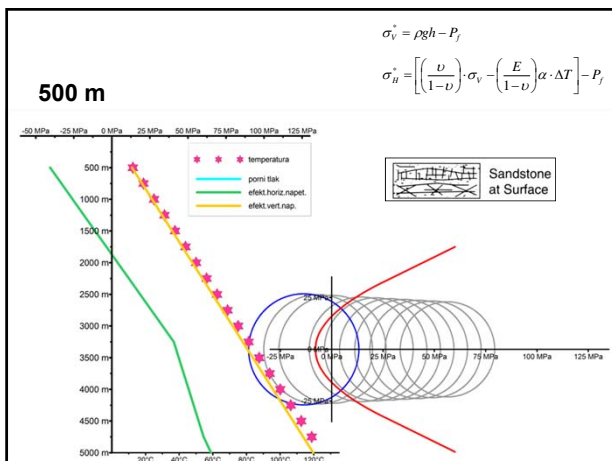 σ*V = ρgh − Pf
σ*H = [(υ/1−υ)·σV − (E/1−υ)α·ΔT] − Pf
500 m
-50 MPa 0 MPa 25 MPa 50 MPa 75 MPa 100 MPa 125 MPa
temperatura
porni tlak
efekt.horiz.napet.
efekt.vert.nap.
Sandstone
at Surface
500 m
1000 m
1500 m
2000 m
2500 m
3000 m
3500 m
4000 m
4500 m
5000 m
25 MPa
0 MPa
-25 MPa
-25 MPa 0 MPa 25 MPa 50 MPa 75 MPa 100 MPa 125 MPa
20°C 40°C 60°C 80°C 100°C 120°C